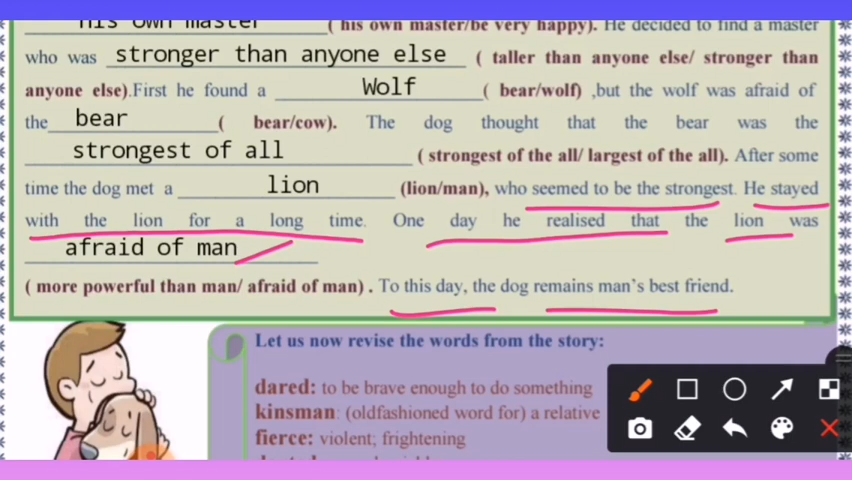 his own master ( his own master/be very happy). He decided to find a master
who was stronger than anyone else ( taller than anyone else/ stronger than
anyone else).First he found a Wolf ( bear/wolf) ,but the wolf was afraid of
the bear ( bear/cow). The dog thought that the bear was the
strongest of all ( strongest of the all/ largest of the all). After some
time the dog met a lion (lion/man), who seemed to be the strongest. He stayed
with the lion for a long time. One day he realised that the lion was
afraid of man
( more powerful than man/ afraid of man) . To this day, the dog remains man's best friend.
Let us now revise the words from the story:
dared: to be brave enough to do something
kinsman: (oldfashioned word for) a relative
fierce: violent; frightening